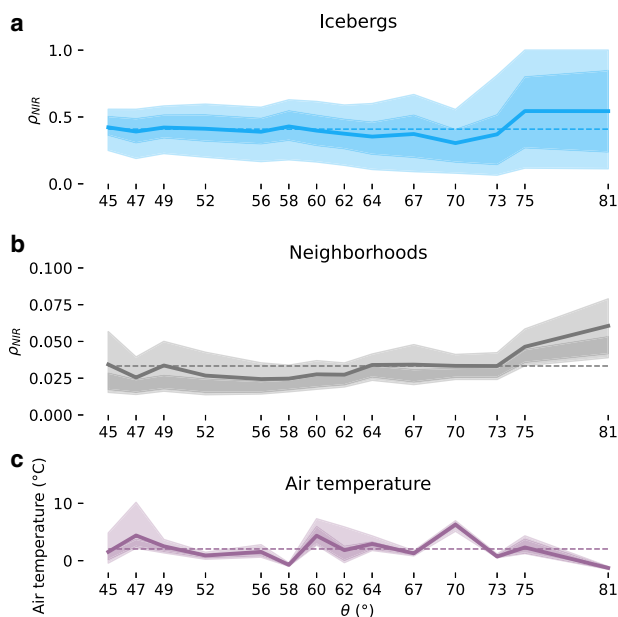 a
Icebergs
1.0
0.5
0.0
ρNIR
45 47 49 52 56 58 60 62 64 67 70 73 75 81
b
Neighborhoods
0.100
0.075
0.050
0.025
0.000
ρNIR
45 47 49 52 56 58 60 62 64 67 70 73 75 81
c
Air temperature
10
0
Air temperature (°C)
45 47 49 52 56 58 60 62 64 67 70 73 75 81
θ (°)